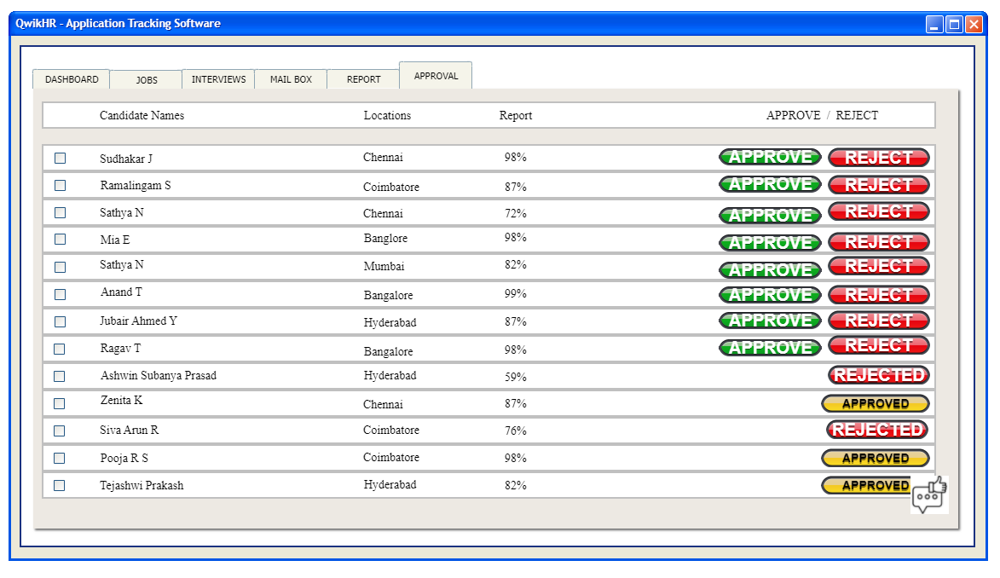 QwikHR - Application Tracking Software
DASHBOARD JOBS INTERVIEWS MAIL BOX REPORT APPROVAL
Candidate Names Locations Report APPROVE / REJECT
Sudhakar J Chennai 98% APPROVE REJECT
Ramalingam S Coimbatore 87% APPROVE REJECT
Sathya N Chennai 72% APPROVE REJECT
Mia E Banglore 98% APPROVE REJECT
Sathya N Mumbai 82% APPROVE REJECT
Anand T Bangalore 99% APPROVE REJECT
Jubair Ahmed Y Hyderabad 87% APPROVE REJECT
Ragav T Bangalore 98% APPROVE REJECT
Ashwin Subanya Prasad Hyderabad 59% REJECTED
Zenita K Chennai 87% APPROVED
Siva Arun R Coimbatore 76% REJECTED
Pooja R S Coimbatore 98% APPROVED
Tejashwi Prakash Hyderabad 82% APPROVED